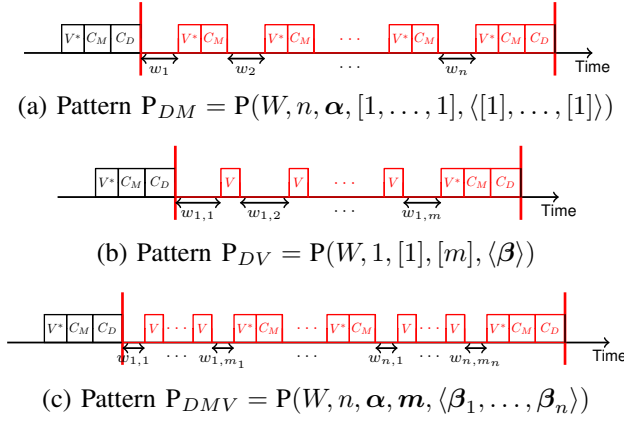 V* C_M C_D V* C_M V* C_M · · · V* C_M V* C_M C_D
w_1 w_2 · · · w_n Time
(a) Pattern P_{DM} = P(W, n, α, [1, . . . , 1], ⟨[1], . . . , [1]⟩)
V* C_M C_D V V · · · V V* C_M C_D
w_{1,1} w_{1,2} · · · w_{1,m} Time
(b) Pattern P_{DV} = P(W, 1, [1], [m], ⟨β⟩)
V* C_M C_D V · · · V V* C_M · · · V* C_M V · · · V V* C_M C_D
w_{1,1} · · · w_{1,m_1} w_{n,1} · · · w_{n,m_n} Time
(c) Pattern P_{DMV} = P(W, n, α, m, ⟨β_1, . . . , β_n⟩)